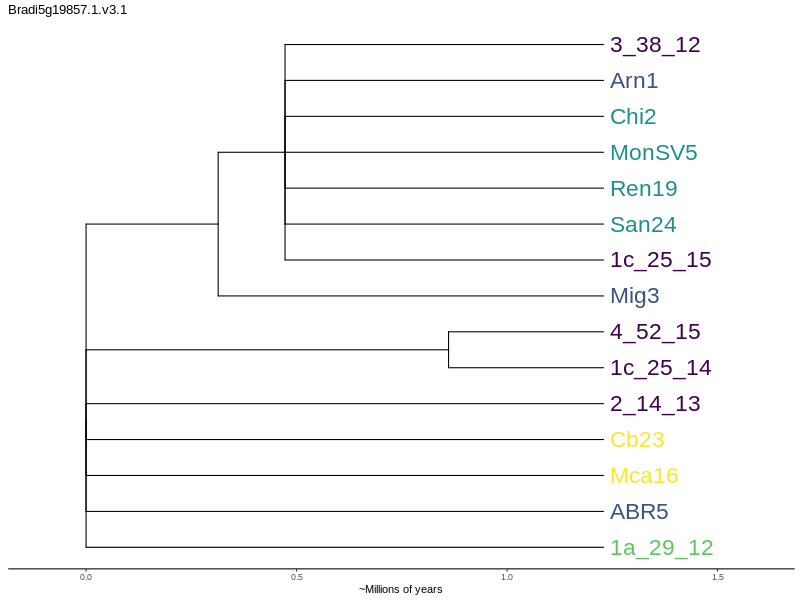 Bradi5g19857.1.v3.1
3_38_12
Arn1
Chi2
MonSV5
Ren19
San24
1c_25_15
Mig3
4_52_15
1c_25_14
2_14_13
Cb23
Mca16
ABR5
1a_29_12
0.0 0.5 1.0 1.5
~Millions of years